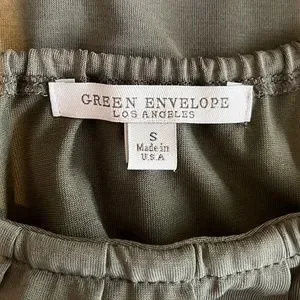 GREEN ENVELOPE
LOS ANGELES
S
Made in
U.S.A